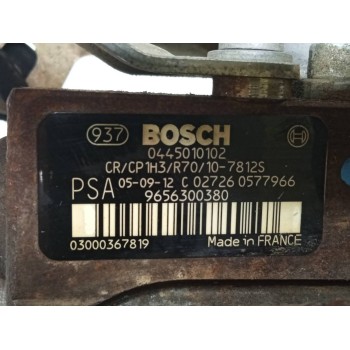 937 BOSCH
0445010102
CR/CP1H3/R70/10-7812S
PSA 05-09-12 C 02726 0577966
9656300380
03000367819 Made in FRANCE